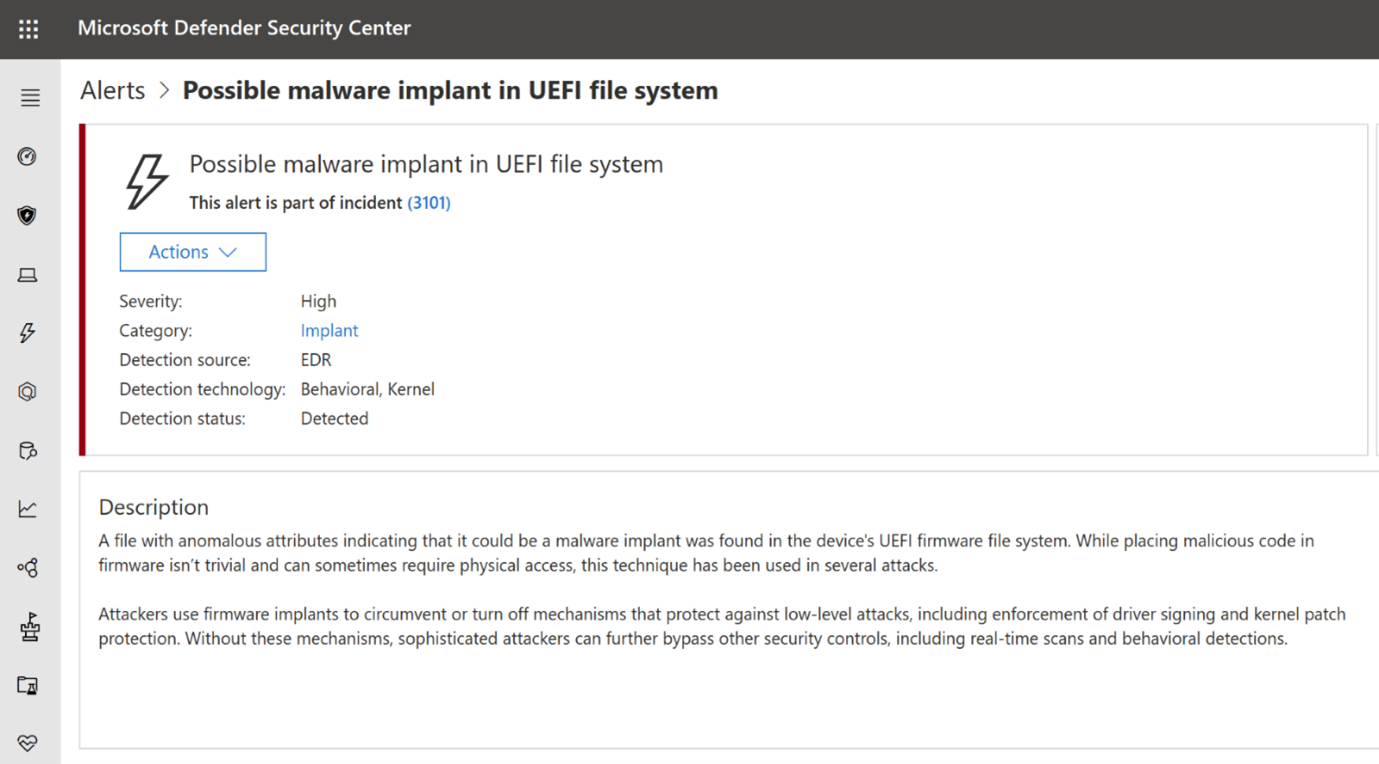 Microsoft Defender Security Center
Alerts > Possible malware implant in UEFI file system
Possible malware implant in UEFI file system
This alert is part of incident (3101)
Actions
Severity: High
Category: Implant
Detection source: EDR
Detection technology: Behavioral, Kernel
Detection status: Detected
Description
A file with anomalous attributes indicating that it could be a malware implant was found in the device's UEFI firmware file system. While placing malicious code in
firmware isn’t trivial and can sometimes require physical access, this technique has been used in several attacks.
Attackers use firmware implants to circumvent or turn off mechanisms that protect against low-level attacks, including enforcement of driver signing and kernel patch
protection. Without these mechanisms, sophisticated attackers can further bypass other security controls, including real-time scans and behavioral detections.